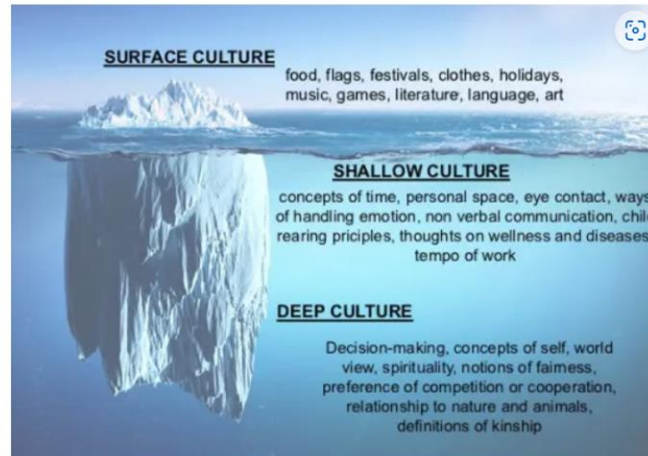 SURFACE CULTURE
food, flags, festivals, clothes, holidays,
music, games, literature, language, art
SHALLOW CULTURE
concepts of time, personal space, eye contact, ways
of handling emotion, non verbal communication, chil
rearing priciples, thoughts on wellness and diseases
tempo of work
DEEP CULTURE
Decision-making, concepts of self, world
view, spirituality, notions of fairness,
preference of competition or cooperation,
relationship to nature and animals,
definitions of kinship